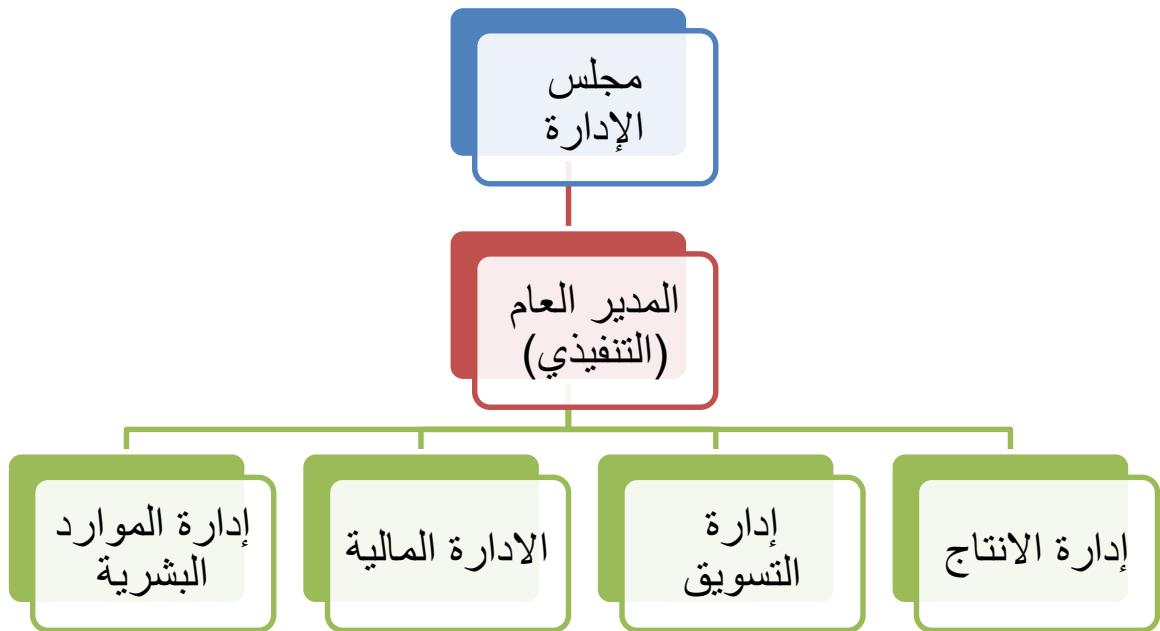 مجلس
الإدارة
المدير العام
(التنفيذي)
إدارة الانتاج
إدارة
التسويق
الادارة المالية
إدارة الموارد
البشرية